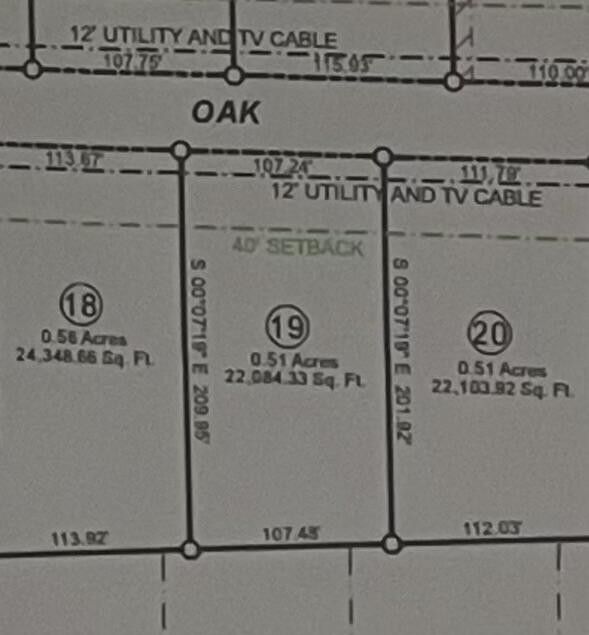 12' UTILITY AND TV CABLE
107.75'
115.03'
110.00'
OAK
113.67'
107.24'
111.79'
12' UTILITY AND TV CABLE
40' SETBACK
S 00°07'19" E 209.95'
S 00°07'19" E 201.92'
18
0.56 Acres
24,348.66 Sq. Ft.
19
0.51 Acres
22,084.33 Sq. Ft.
20
0.51 Acres
22,103.92 Sq. Ft.
113.92'
107.48'
112.03'